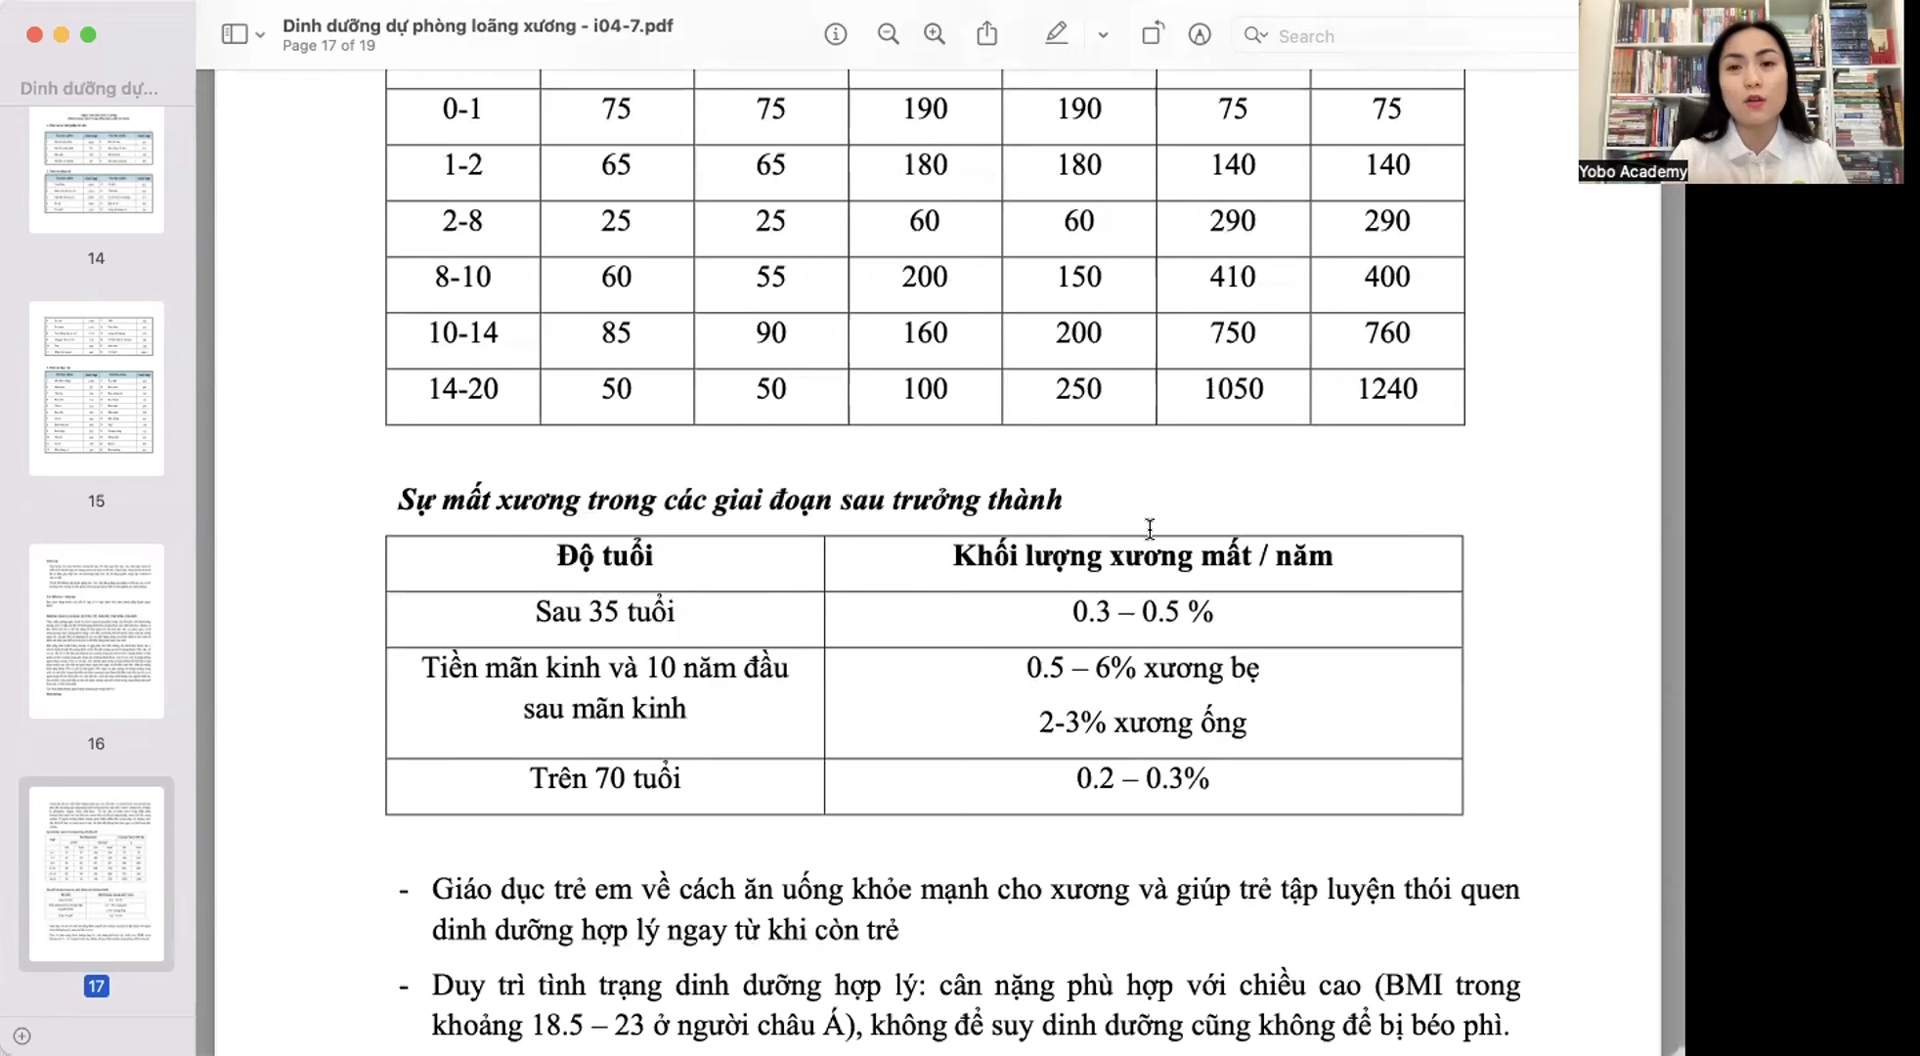 Dinh dưỡng dự phòng loãng xương - i04-7.pdf
Page 17 of 19
Search
Dinh dưỡng dự...
14
15
16
17
Yobo Academy
0-1 75 75 190 190 75 75
1-2 65 65 180 180 140 140
2-8 25 25 60 60 290 290
8-10 60 55 200 150 410 400
10-14 85 90 160 200 750 760
14-20 50 50 100 250 1050 1240
Sự mất xương trong các giai đoạn sau trưởng thành
Độ tuổi Khối lượng xương mất / năm
Sau 35 tuổi 0.3 – 0.5 %
Tiền mãn kinh và 10 năm đầu 0.5 – 6% xương bẹ
sau mãn kinh 2-3% xương ống
Trên 70 tuổi 0.2 – 0.3%
- Giáo dục trẻ em về cách ăn uống khỏe mạnh cho xương và giúp trẻ tập luyện thói quen
dinh dưỡng hợp lý ngay từ khi còn trẻ
- Duy trì tình trạng dinh dưỡng hợp lý: cân nặng phù hợp với chiều cao (BMI trong
khoảng 18.5 – 23 ở người châu Á), không để suy dinh dưỡng cũng không để bị béo phì.